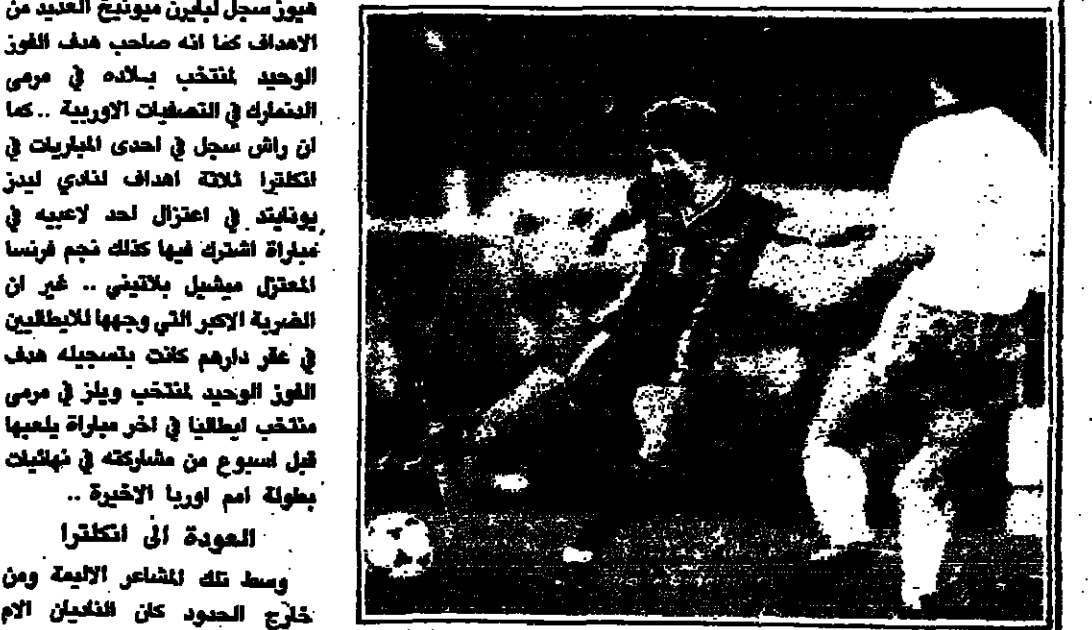 هيوز سجل لبايرن ميونيخ العديد من
الاهداف كما انه صاحب هدف الفوز
الوحيد لمنتخب بلاده في مرمى
الدنمارك في التصفيات الاوربية .. كما
ان راش سجل في احدى المباريات في
انكلترا ثلاثة اهداف لنادي ليدز
يونايتد في اعتزال احد لاعبيه في
مباراة اشترك فيها كذلك نجم فرنسا
المعتزل ميشيل بلاتيني .. غير ان
الضربة الاكبر التي وجهها للايطاليين
في عقر دارهم كانت بتسجيله هدف
الفوز الوحيد لمنتخب ويلز في مرمى
منتخب ايطاليا في اخر مباراة يلعبها
قبل اسبوع من مشاركته في نهائيات
بطولة امم اوربا الاخيرة ..
العودة الى انكلترا
وسط تلك المشاعر الاليمة ومن
خارج الحدود كان الناديان الام